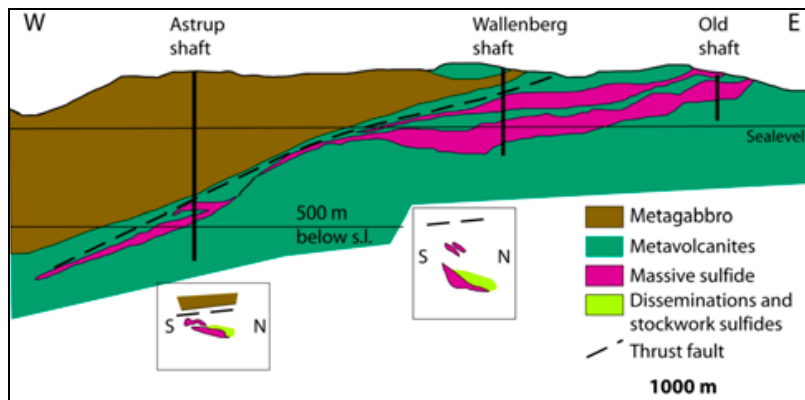 W
Astrup
shaft
Wallenberg
shaft
Old
shaft
E
Sealevel
500 m
below s.l.
S
N
S
N
Metagabbro
Metavolcanites
Massive sulfide
Disseminations and
stockwork sulfides
Thrust fault
1000 m